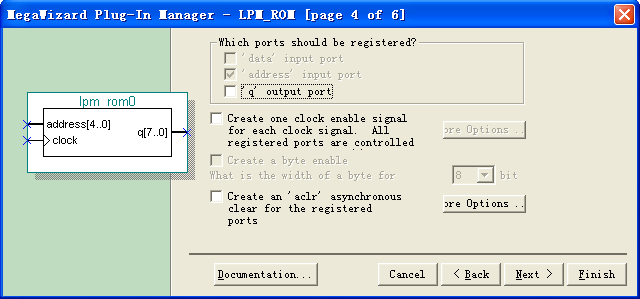 MegaWizard Plug-In Manager - LPM_ROM [page 4 of 6]
Which ports should be registered?
'data' input port
'address' input port
'q' output port
lpm_rom0
address[4..0]
q[7..0]
clock
Create one clock enable signal
for each clock signal. All
registered ports are controlled
ore Options ..
Create a byte enable
What is the width of a byte for
8
bit
Create an 'aclr' asynchronous
clear for the registered
ports
ore Options ..
Documentation...
Cancel
< Back
Next >
Finish